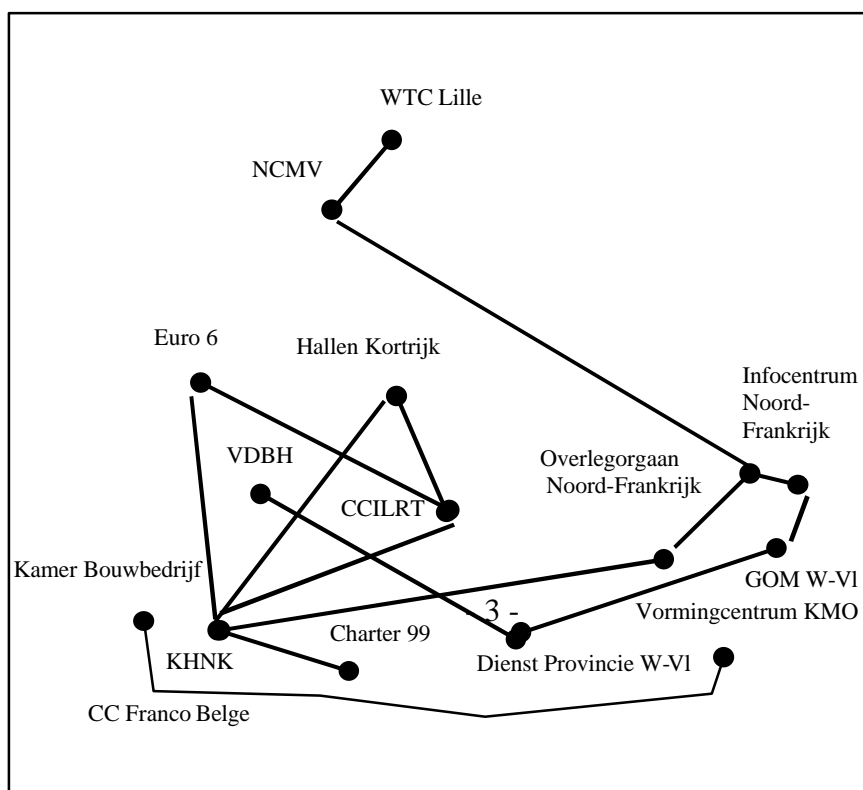 WTC Lille
NCMV
Euro 6
Hallen Kortrijk
Infocentrum
Noord-
Frankrijk
VDBH
Overlegorgaan
Noord-Frankrijk
CCILRT
Kamer Bouwbedrijf
GOM W-Vl
- 3 -
Vormingcentrum KMO
Charter 99
KHNK
Dienst Provincie W-Vl
CC Franco Belge